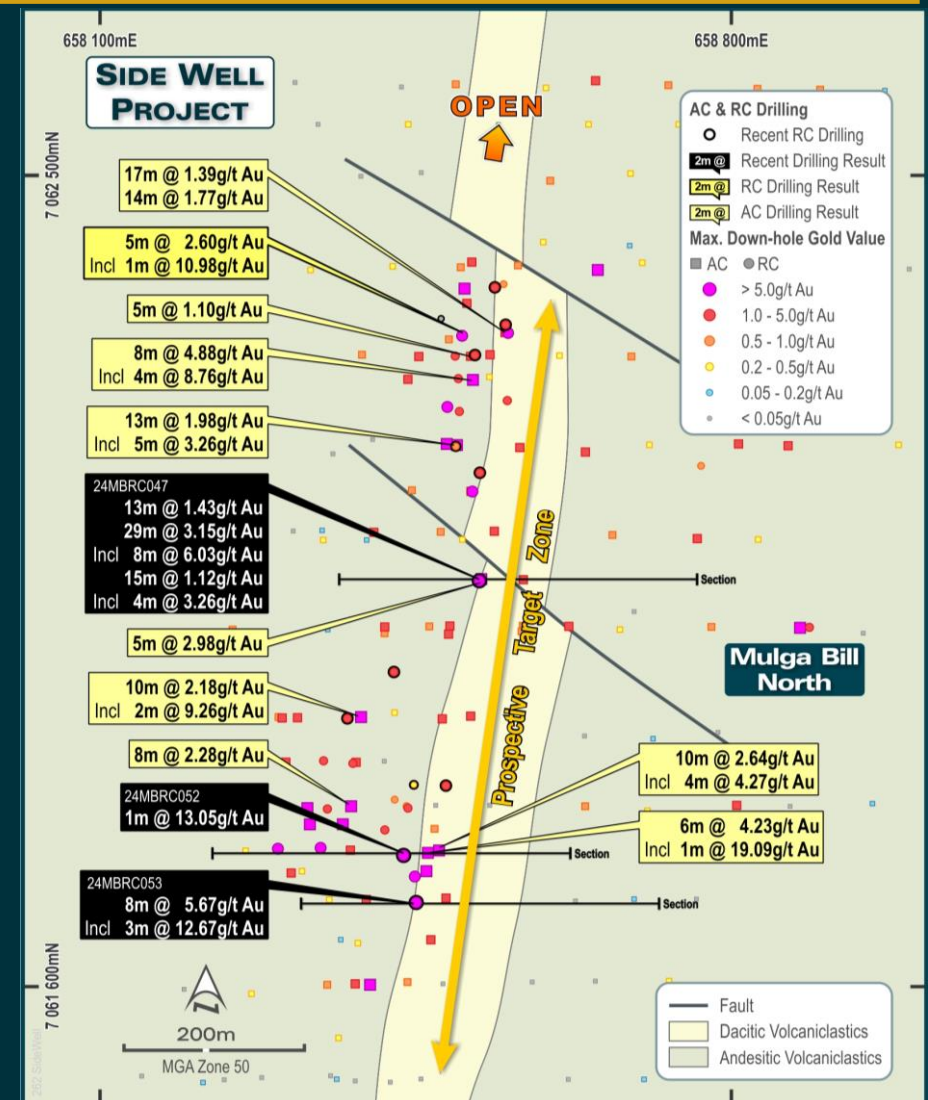 658 100mE
658 800mE
SIDE WELL
PROJECT
OPEN
7 062 500mN
AC & RC Drilling
Recent RC Drilling
2m @ Recent Drilling Result
2m @ RC Drilling Result
2m @ AC Drilling Result
Max. Down-hole Gold Value
AC RC
> 5.0g/t Au
1.0 - 5.0g/t Au
0.5 - 1.0g/t Au
0.2 - 0.5g/t Au
0.05 - 0.2g/t Au
< 0.05g/t Au
17m @ 1.39g/t Au
14m @ 1.77g/t Au
5m @ 2.60g/t Au
Incl 1m @ 10.98g/t Au
5m @ 1.10g/t Au
8m @ 4.88g/t Au
Incl 4m @ 8.76g/t Au
13m @ 1.98g/t Au
Incl 5m @ 3.26g/t Au
24MBRC047
13m @ 1.43g/t Au
29m @ 3.15g/t Au
Incl 8m @ 6.03g/t Au
15m @ 1.12g/t Au
Incl 4m @ 3.26g/t Au
Section
5m @ 2.98g/t Au
Prospective Target Zone
Mulga Bill
North
10m @ 2.18g/t Au
Incl 2m @ 9.26g/t Au
8m @ 2.28g/t Au
10m @ 2.64g/t Au
Incl 4m @ 4.27g/t Au
24MBRC052
1m @ 13.05g/t Au
6m @ 4.23g/t Au
Incl 1m @ 19.09g/t Au
Section
24MBRC053
8m @ 5.67g/t Au
Incl 3m @ 12.67g/t Au
Section
7 061 600mN
200m
MGA Zone 50
Fault
Dacitic Volcaniclastics
Andesitic Volcaniclastics
262 SideWell